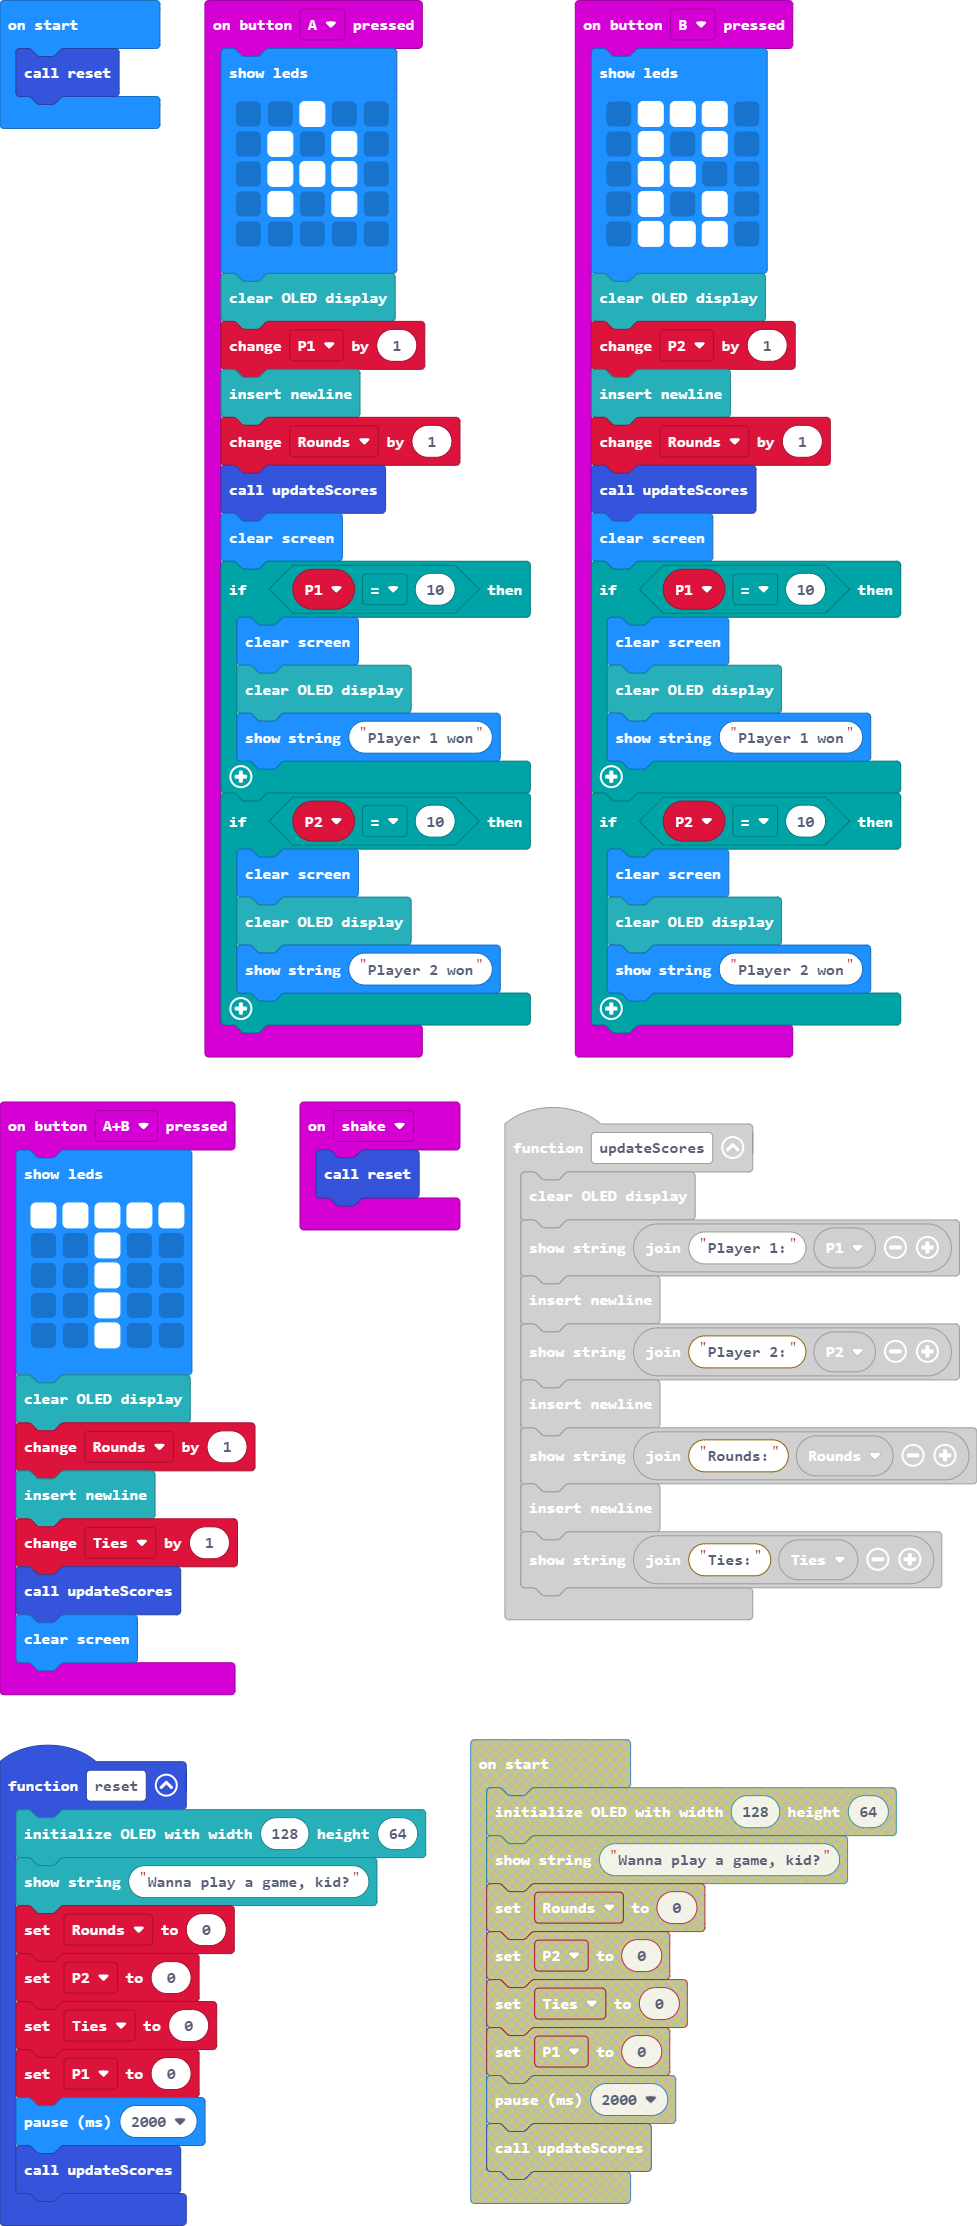 on start
call reset
on button A pressed
show leds
clear OLED display
change P1 by 1
insert newline
change Rounds by 1
call updateScores
clear screen
if P1 = 10 then
clear screen
clear OLED display
show string "Player 1 won"
if P2 = 10 then
clear screen
clear OLED display
show string "Player 2 won"
on button B pressed
show leds
clear OLED display
change P2 by 1
insert newline
change Rounds by 1
call updateScores
clear screen
if P1 = 10 then
clear screen
clear OLED display
show string "Player 1 won"
if P2 = 10 then
clear screen
clear OLED display
show string "Player 2 won"
on button A+B pressed
show leds
clear OLED display
change Rounds by 1
insert newline
change Ties by 1
call updateScores
clear screen
on shake
call reset
function updateScores
clear OLED display
show string join "Player 1:" P1
insert newline
show string join "Player 2:" P2
insert newline
show string join "Rounds:" Rounds
insert newline
show string join "Ties:" Ties
function reset
initialize OLED with width 128 height 64
show string "Wanna play a game, kid?"
set Rounds to 0
set P2 to 0
set Ties to 0
set P1 to 0
pause (ms) 2000
call updateScores
on start
initialize OLED with width 128 height 64
show string "Wanna play a game, kid?"
set Rounds to 0
set P2 to 0
set Ties to 0
set P1 to 0
pause (ms) 2000
call updateScores